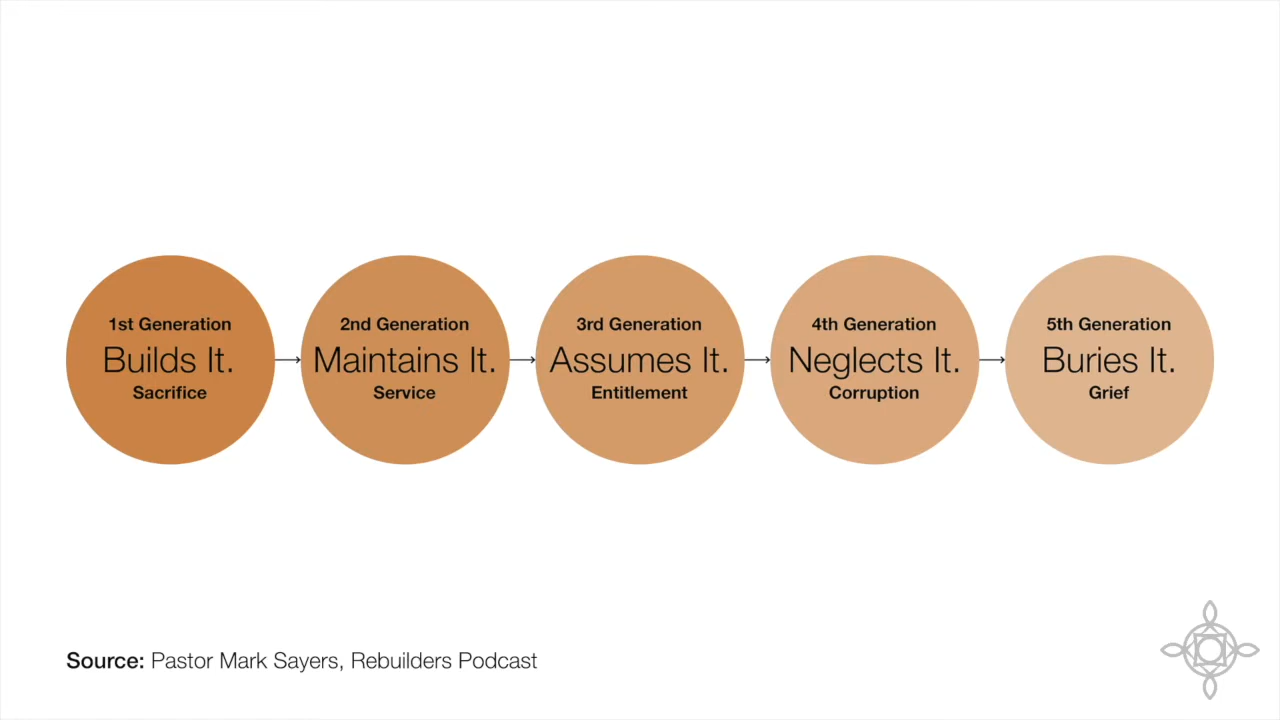 1st Generation
Builds It.
Sacrifice
2nd Generation
Maintains It.
Service
3rd Generation
Assumes It.
Entitlement
4th Generation
Neglects It.
Corruption
5th Generation
Buries It.
Grief
Source: Pastor Mark Sayers, Rebuilders Podcast